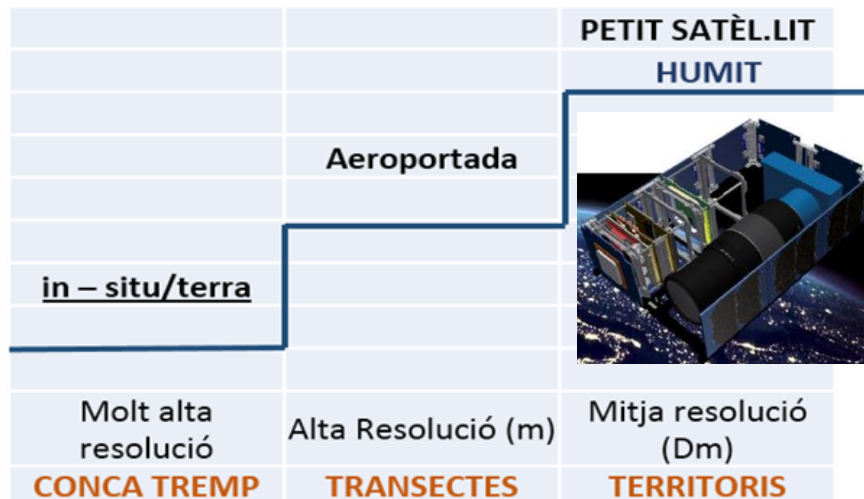 PETIT SATÈL.LIT
HUMIT
Aeroportada
in – situ/terra
Molt alta
resolució
Alta Resolució (m)
Mitja resolució
(Dm)
CONCA TREMP
TRANSECTES
TERRITORIS